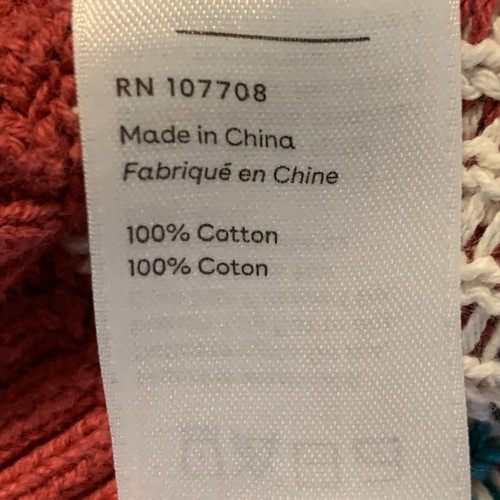 RN 107708
Made in China
Fabriqué en Chine
100% Cotton
100% Coton